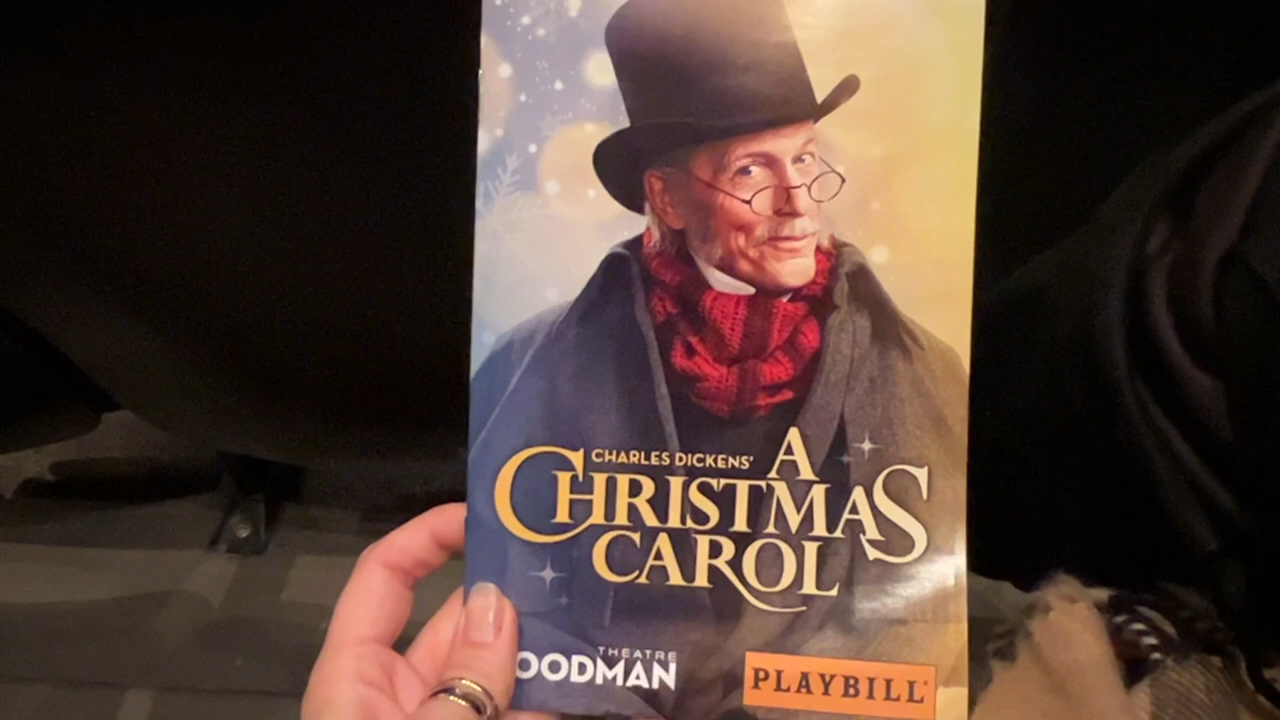 CHARLES DICKENS' A
CHRISTMAS
CAROL
THEATRE
OODMAN
PLAYBILL